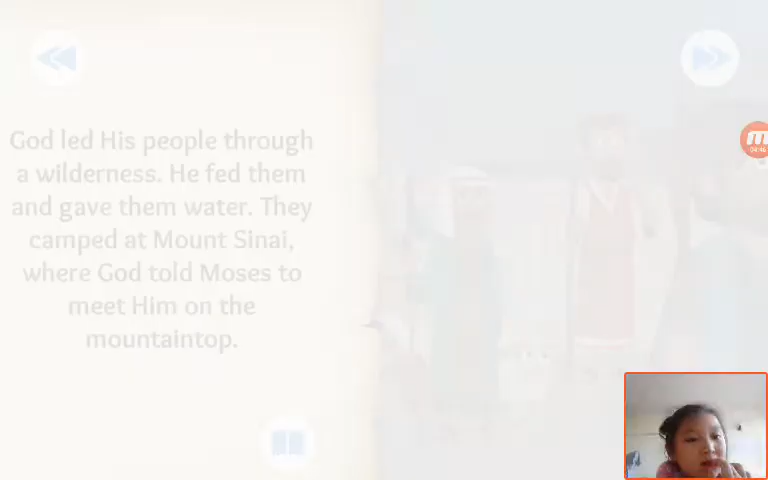 God led His people through
a wilderness. He fed them
and gave them water. They
camped at Mount Sinai,
where God told Moses to
meet Him on the
mountaintop.